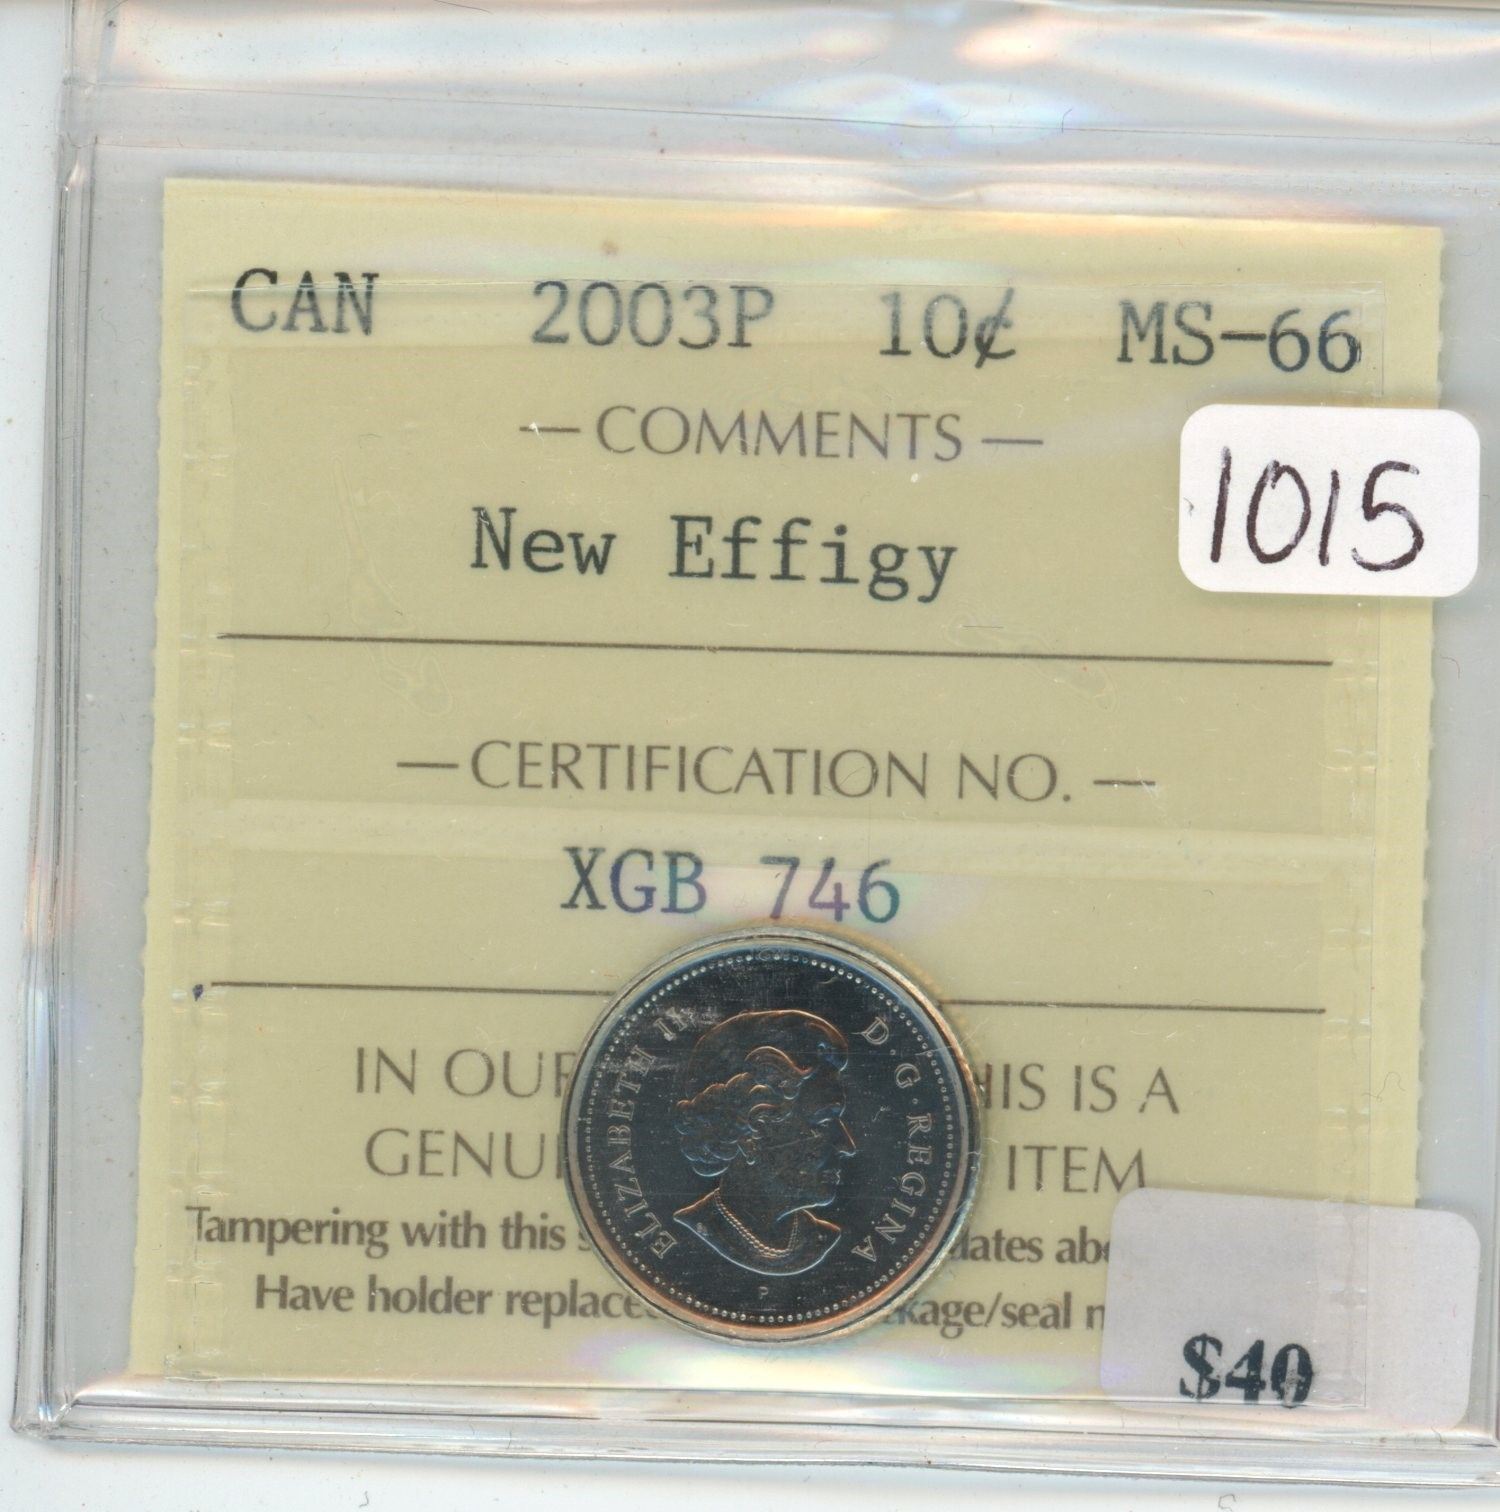 CAN 2003P 10¢ MS-66
— COMMENTS —
1015
New Effigy
— CERTIFICATION NO. —
XGB 746
IN OUR HIS IS A
GENUI ITEM
Tampering with this s dates abo
Have holder replace kage/seal n
ELIZABETH II D·G·REGINA
P
$40